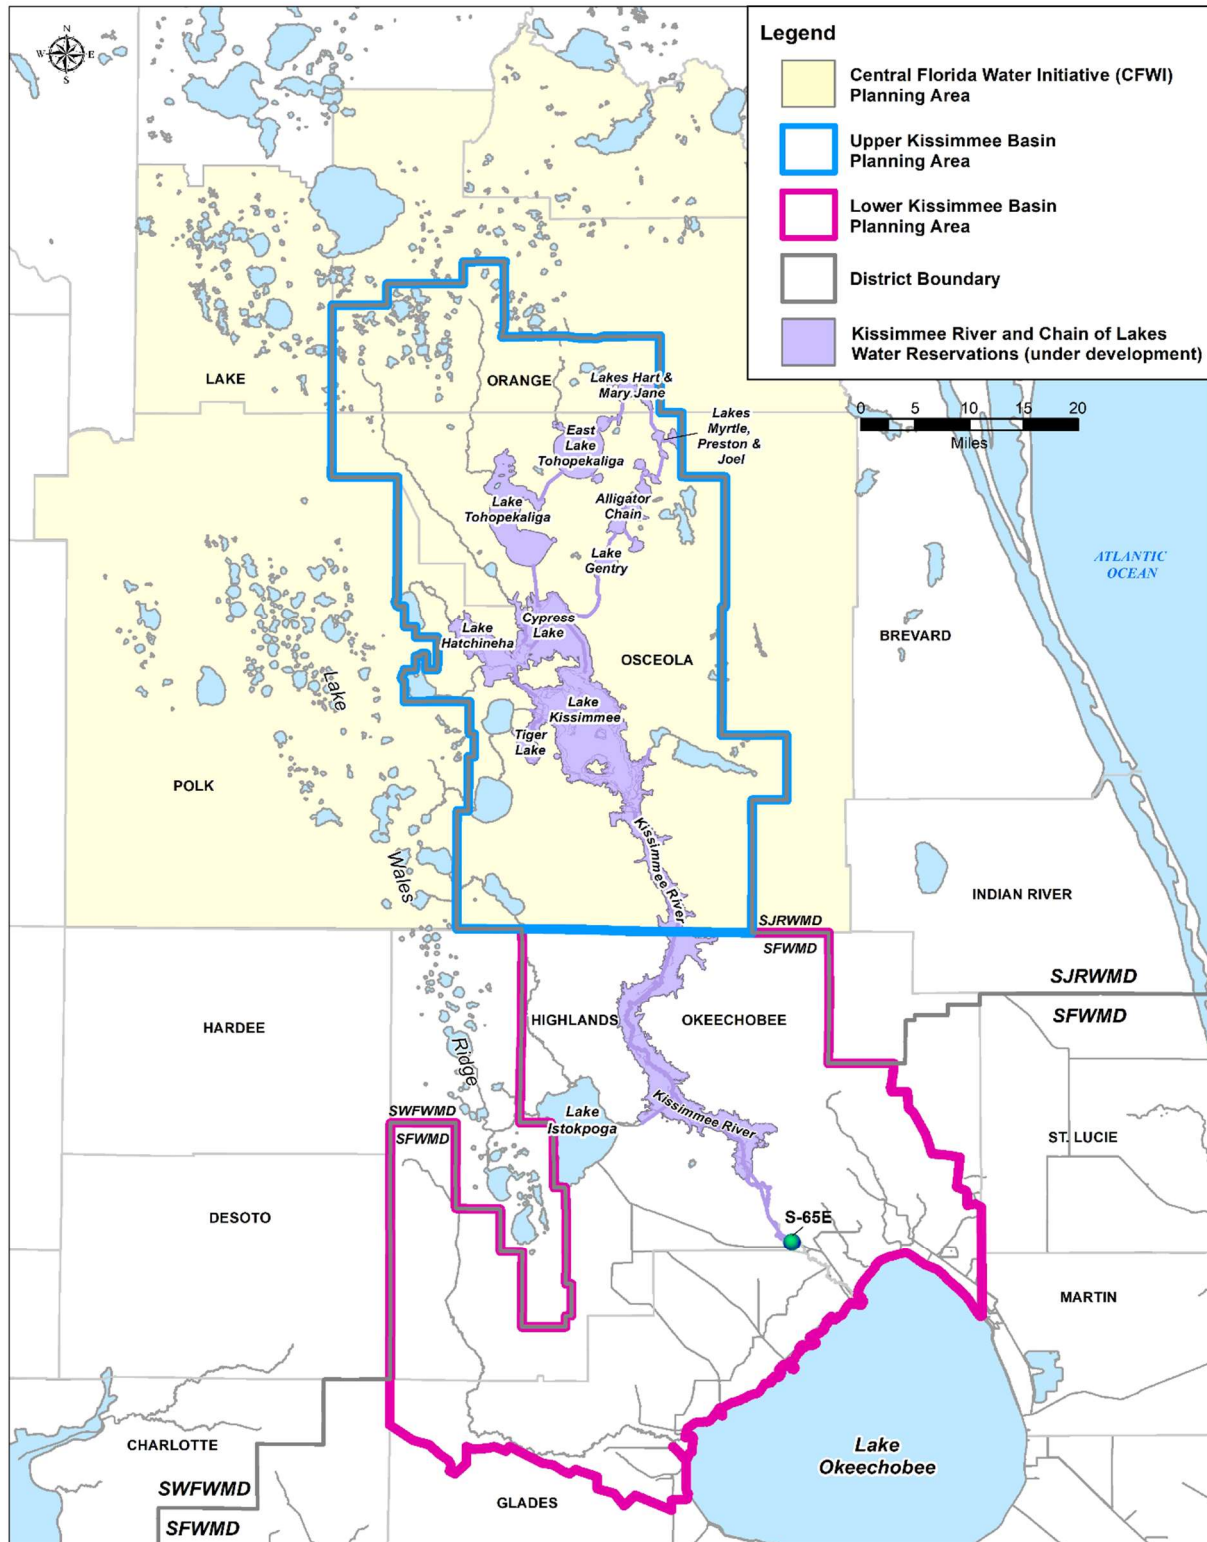 N
W E
S
Legend
Central Florida Water Initiative (CFWI)
Planning Area
Upper Kissimmee Basin
Planning Area
Lower Kissimmee Basin
Planning Area
District Boundary
Kissimmee River and Chain of Lakes
Water Reservations (under development)
0 5 10 15 20
Miles
LAKE
ORANGE
Lakes Hart &
Mary Jane
Lakes
Myrtle,
Preston &
Joel
East
Lake
Tohopekaliga
Lake
Tohopekaliga
Alligator
Chain
Lake
Gentry
ATLANTIC
OCEAN
Cypress
Lake
Lake
Hatchineha
OSCEOLA
BREVARD
Lake
Kissimmee
Tiger
Lake
Lake
POLK
Wales
Kissimmee River
INDIAN RIVER
SJRWMD
SFWMD
SJRWMD
SFWMD
HARDEE
HIGHLANDS
OKEECHOBEE
Ridge
Kissimmee River
Lake
Istokpoga
SWFWMD
SFWMD
ST. LUCIE
DESOTO
S-65E
MARTIN
CHARLOTTE
Lake
Okeechobee
SWFWMD
SFWMD
GLADES